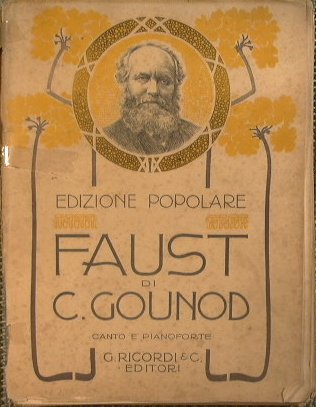 EDIZIONE POPOLARE
FAUST
DI
C. GOUNOD
CANTO E PIANOFORTE
G. RICORDI & C.
EDITORI